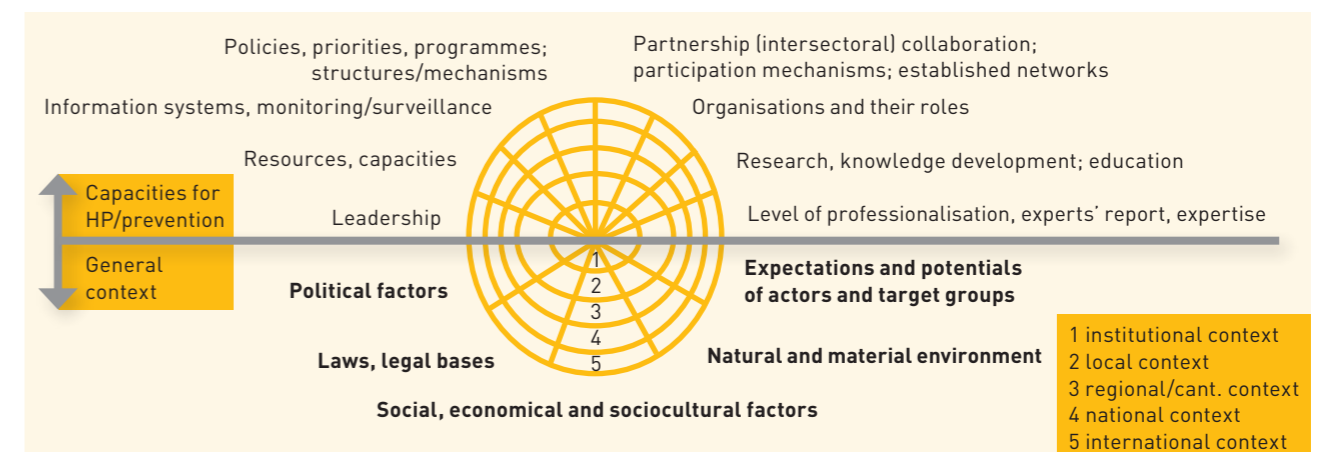 Policies, priorities, programmes;
structures/mechanisms
Partnership (intersectoral) collaboration;
participation mechanisms; established networks
Information systems, monitoring/surveillance
Organisations and their roles
Resources, capacities
Research, knowledge development; education
Capacities for
HP/prevention
Leadership
Level of professionalisation, experts’ report, expertise
General
context
Political factors
Expectations and potentials
of actors and target groups
1
2
3
4
5
Laws, legal bases
Natural and material environment
Social, economical and sociocultural factors
1 institutional context
2 local context
3 regional/cant. context
4 national context
5 international context